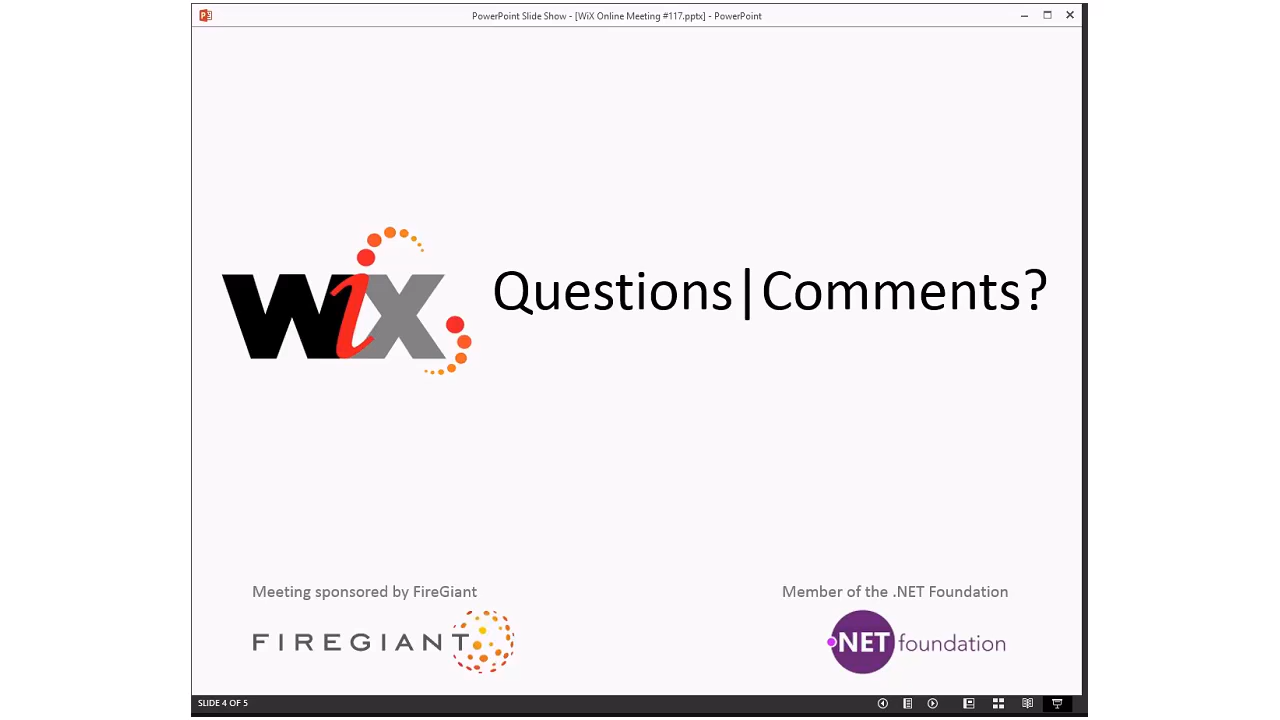 PowerPoint Slide Show - [WiX Online Meeting #117.pptx] - PowerPoint
WiX
Questions|Comments?
Meeting sponsored by FireGiant
Member of the .NET Foundation
FIREGIANT
.NET foundation
SLIDE 4 OF 5